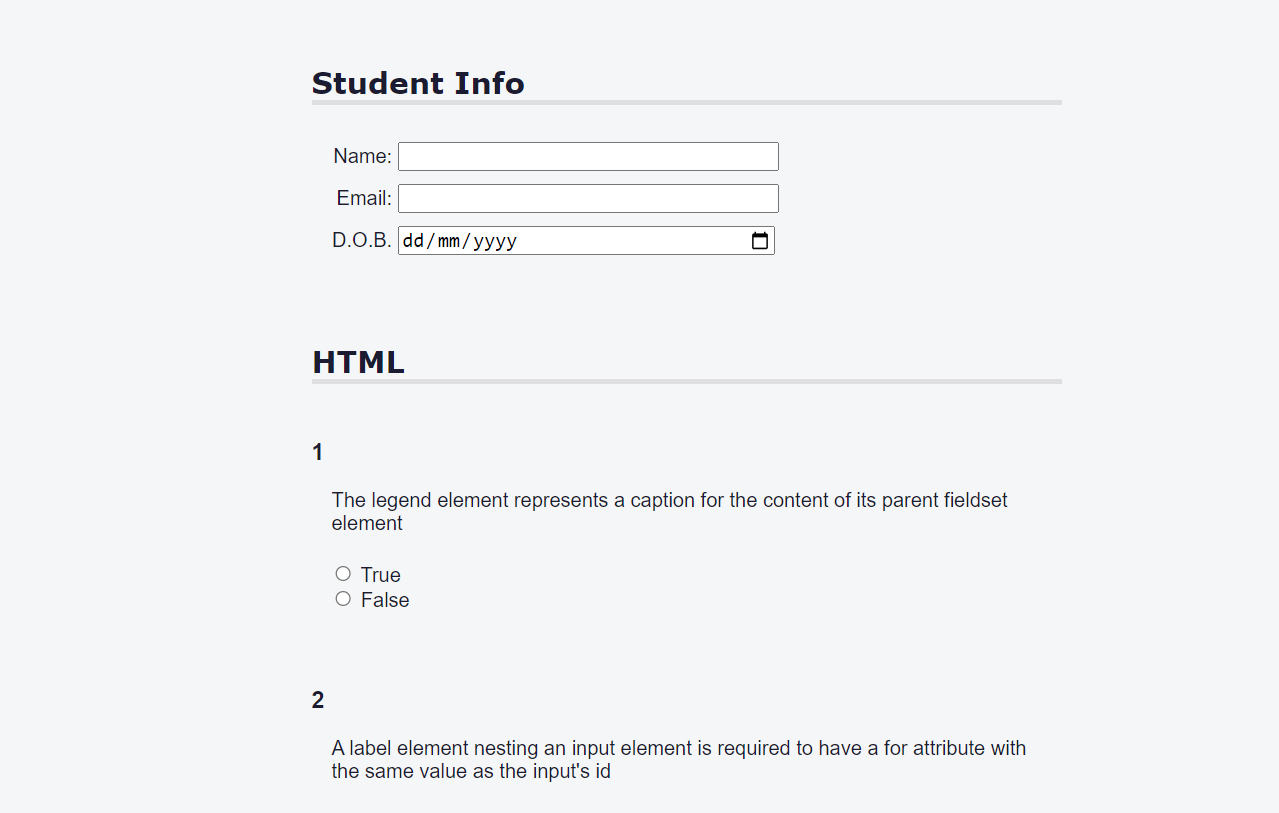 Student Info
Name:
Email:
D.O.B. dd/mm/yyyy
HTML
1
The legend element represents a caption for the content of its parent fieldset
element
True
False
2
A label element nesting an input element is required to have a for attribute with
the same value as the input's id